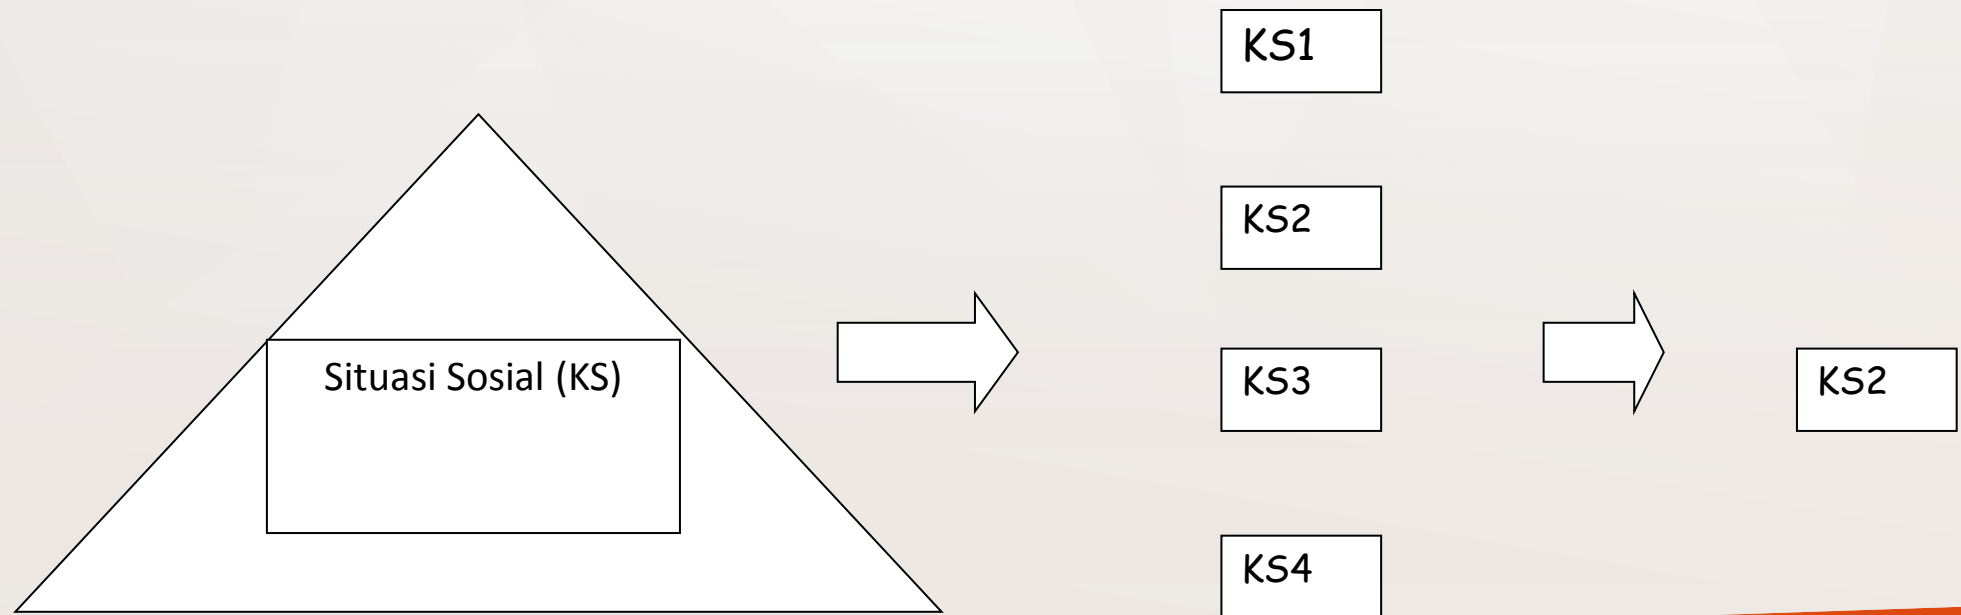 KS1
KS2
Situasi Sosial (KS)
KS3
KS2
KS4